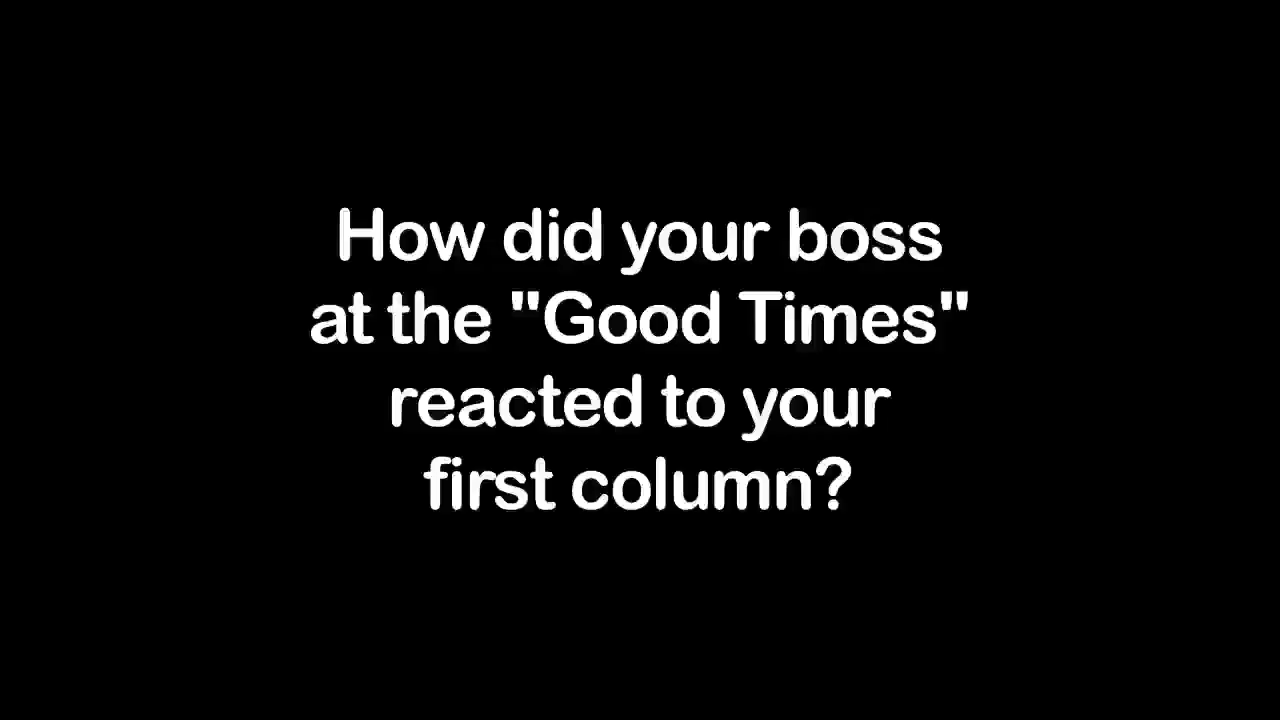 How did your boss
at the "Good Times"
reacted to your
first column?